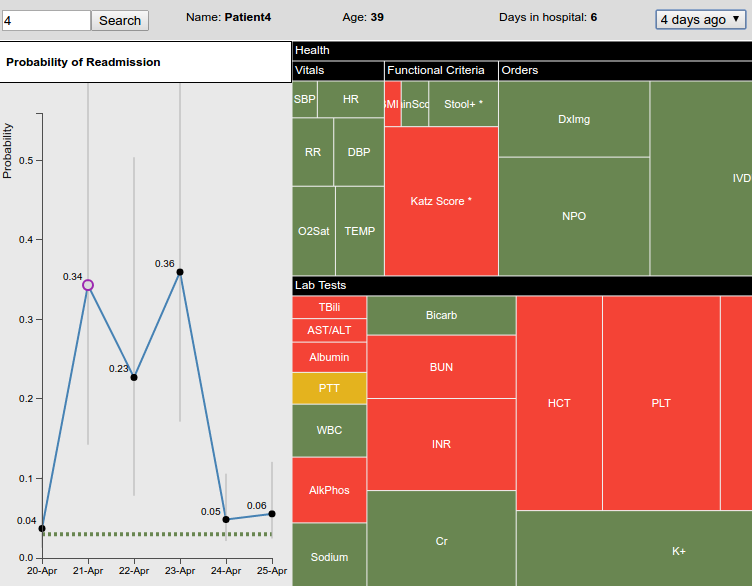 4 Search Name: Patient4 Age: 39 Days in hospital: 6 4 days ago
Probability of Readmission
Probability
0.5
0.4
0.3
0.2
0.1
0.0
0.34
0.36
0.23
0.04
0.05
0.06
20-Apr 21-Apr 22-Apr 23-Apr 24-Apr 25-Apr
Health
Vitals Functional Criteria Orders
SBP HR
RR DBP
O2Sat TEMP
Stool+ *
Katz Score *
DxImg
NPO
IVD
Lab Tests
TBili
AST/ALT
Albumin
PTT
WBC
AlkPhos
Sodium
Bicarb
BUN
INR
Cr
HCT
PLT
K+